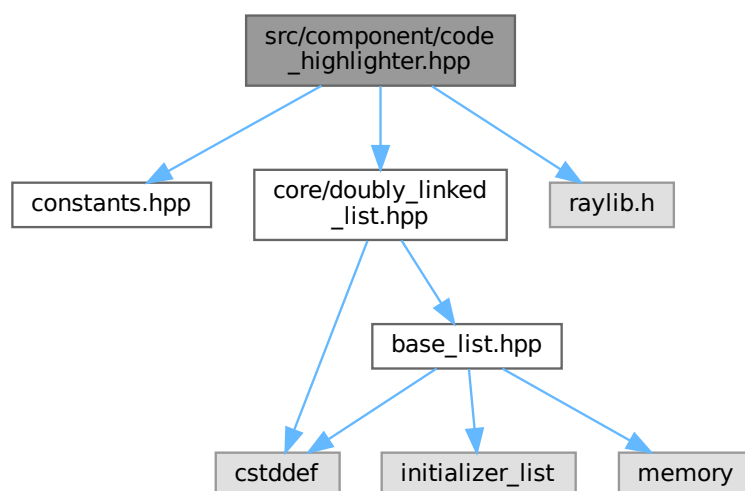 src/component/code
_highlighter.hpp
constants.hpp
core/doubly_linked
_list.hpp
raylib.h
base_list.hpp
cstddef
initializer_list
memory